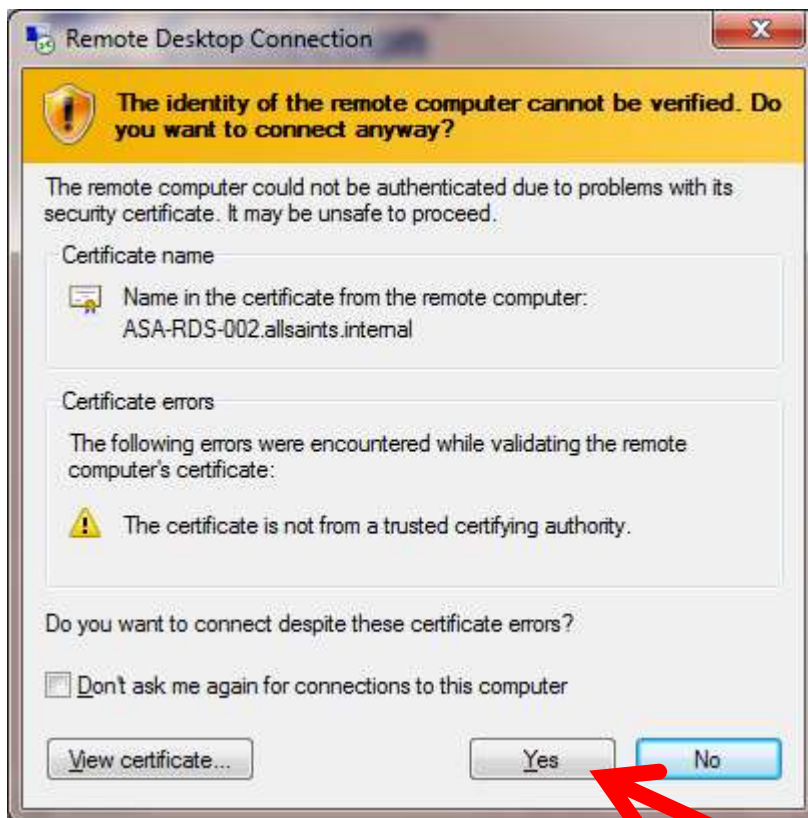 Remote Desktop Connection
The identity of the remote computer cannot be verified. Do
you want to connect anyway?
The remote computer could not be authenticated due to problems with its
security certificate. It may be unsafe to proceed.
Certificate name
Name in the certificate from the remote computer:
ASA-RDS-002.allsaints.internal
Certificate errors
The following errors were encountered while validating the remote
computer's certificate:
The certificate is not from a trusted certifying authority.
Do you want to connect despite these certificate errors?
Don't ask me again for connections to this computer
View certificate... Yes No